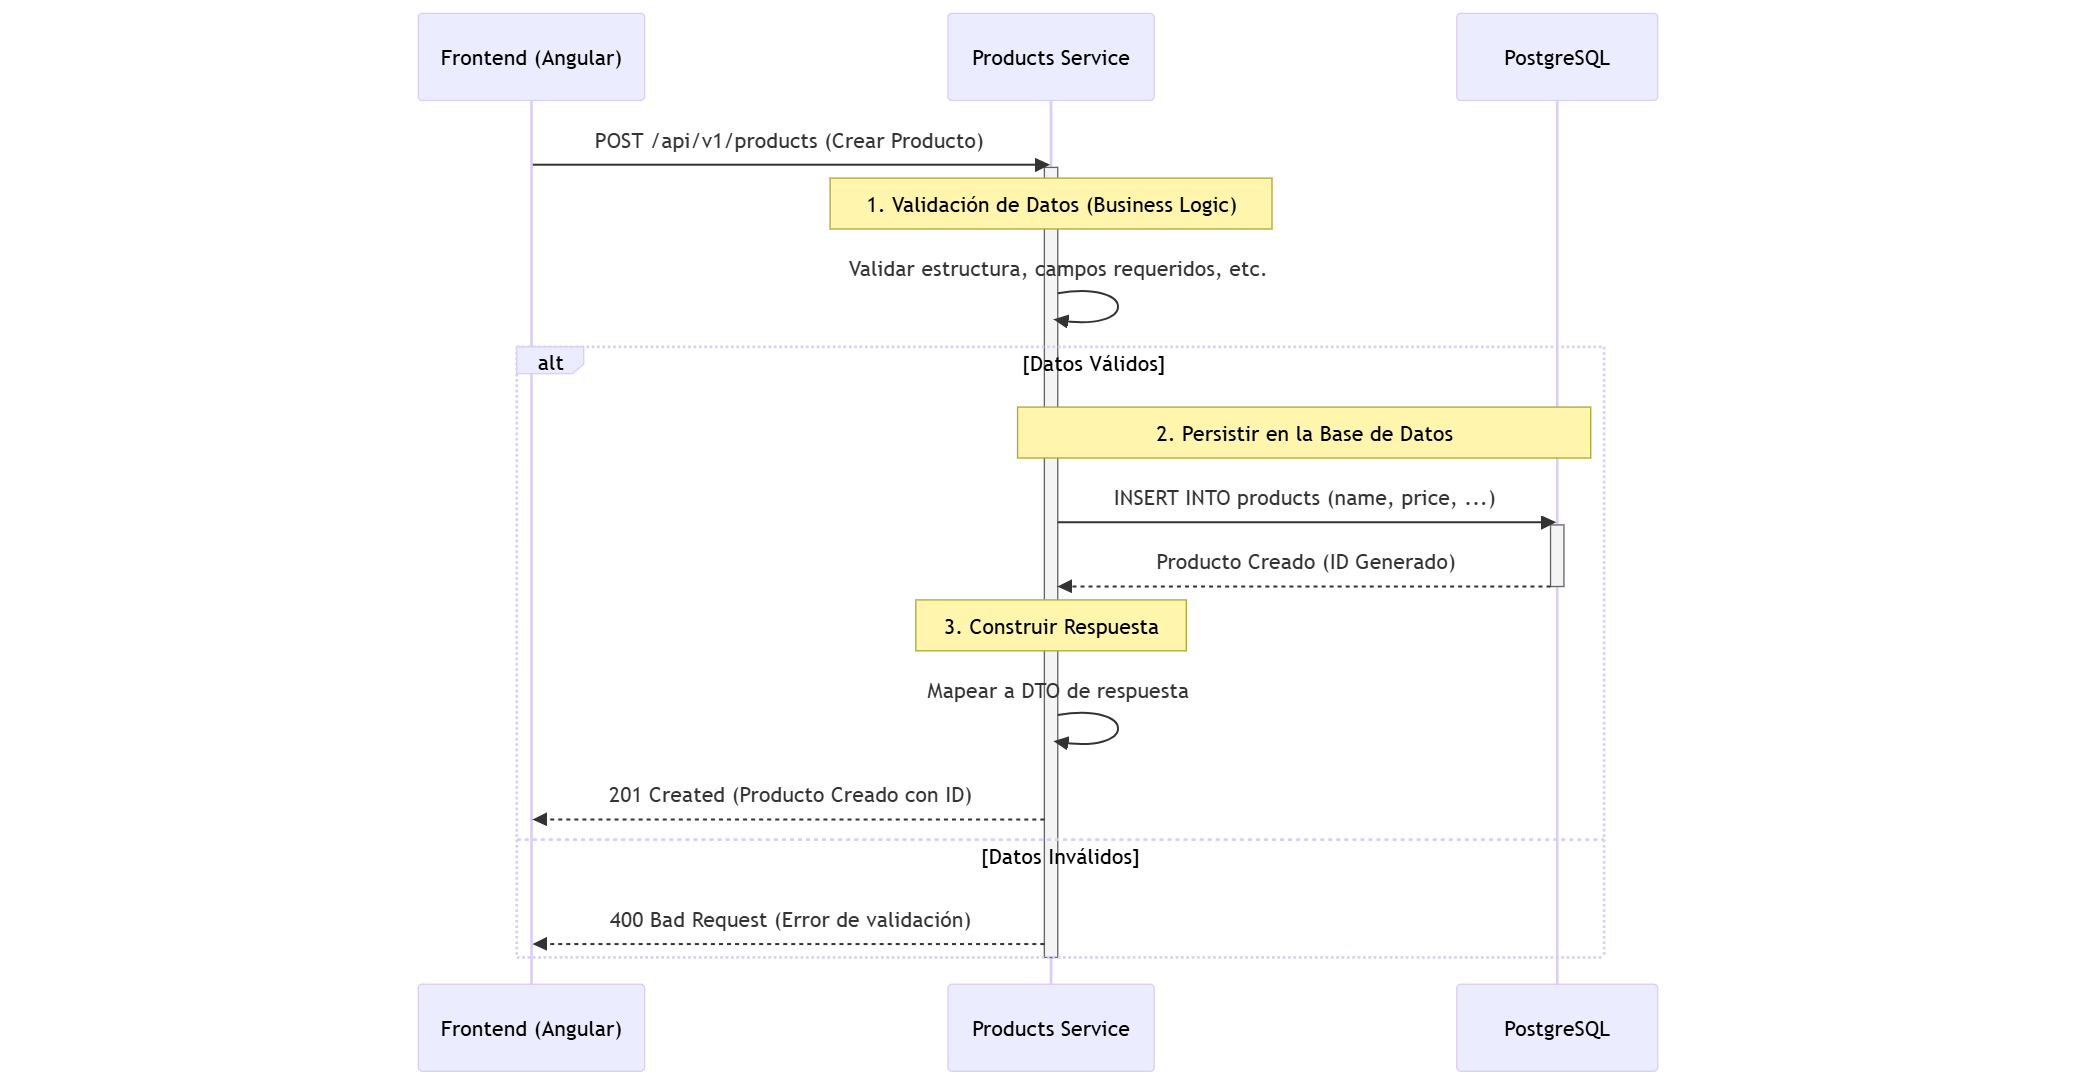 Frontend (Angular)
Products Service
PostgreSQL
POST /api/v1/products (Crear Producto)
1. Validación de Datos (Business Logic)
Validar estructura, campos requeridos, etc.
alt
[Datos Válidos]
2. Persistir en la Base de Datos
INSERT INTO products (name, price, ...)
Producto Creado (ID Generado)
3. Construir Respuesta
Mapear a DTO de respuesta
201 Created (Producto Creado con ID)
[Datos Inválidos]
400 Bad Request (Error de validación)
Frontend (Angular)
Products Service
PostgreSQL